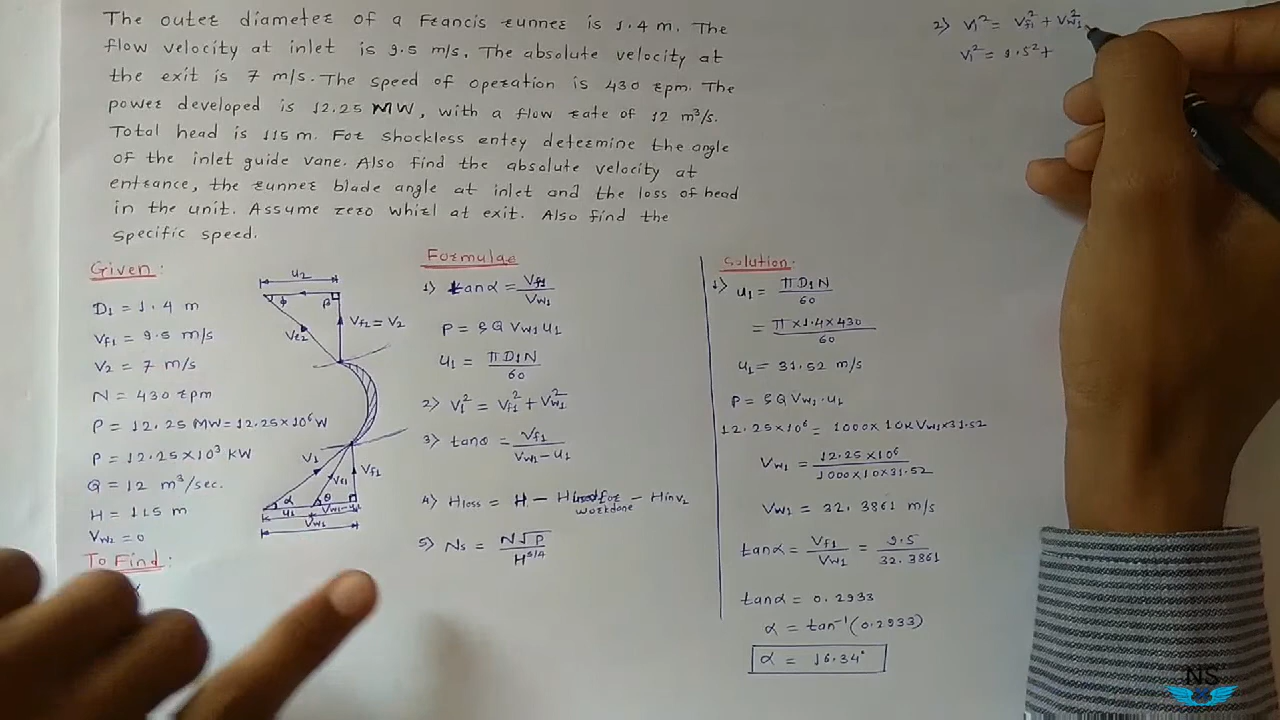 The outer diameter of a Francis runner is 1.4 m. The
flow velocity at inlet is 9.5 m/s. The absolute velocity at
the exit is 7 m/s. The speed of operation is 430 rpm. The
power developed is 12.25 MW, with a flow rate of 12 m³/s.
Total head is 115 m. For shockless entry determine the angle
of the inlet guide vane. Also find the absolute velocity at
entrance, the runner blade angle at inlet and the loss of head
in the unit. Assume zero whirl at exit. Also find the
specific speed.
Given:
D₁ = 1.4 m
Vf₁ = 9.5 m/s
V₂ = 7 m/s
N = 430 rpm
P = 12.25 MW = 12.25×10⁶ W
P = 12.25×10³ KW
Q = 12 m³/sec.
H = 115 m
Vw₂ = 0
To Find:
α
u₂
ϕ
β
Vr₂
Vf₂ = V₂
V₁
Vr₁
Vf₁
α
θ
u₁
Vw₁-u₁
Vw₁
Formulae
1) tanα = Vf₁/Vw₁
P = ρ Q Vw₁ u₁
u₁ = π D₁ N/60
2) V₁² = Vf₁² + Vw₁²
3) tanθ = Vf₁/(Vw₁ - u₁)
4) Hloss = H - H for workdone - H in V₂
5) Ns = N√P/H^5/4
Solution:
1) u₁ = π D₁ N/60
= π × 1.4 × 430/60
u₁ = 31.52 m/s
P = ρ Q Vw₁ . u₁
12.25×10⁶ = 1000 × 10 × Vw₁ × 31.52
Vw₁ = 12.25 × 10⁶/1000×10×31.52
Vw₁ = 32.3861 m/s
tanα = Vf₁/Vw₁ = 9.5/32.3861
tanα = 0.2933
α = tan⁻¹(0.2933)
α = 16.34°
2) V₁² = Vf₁² + Vw₁²
V₁² = 9.5² +
NS